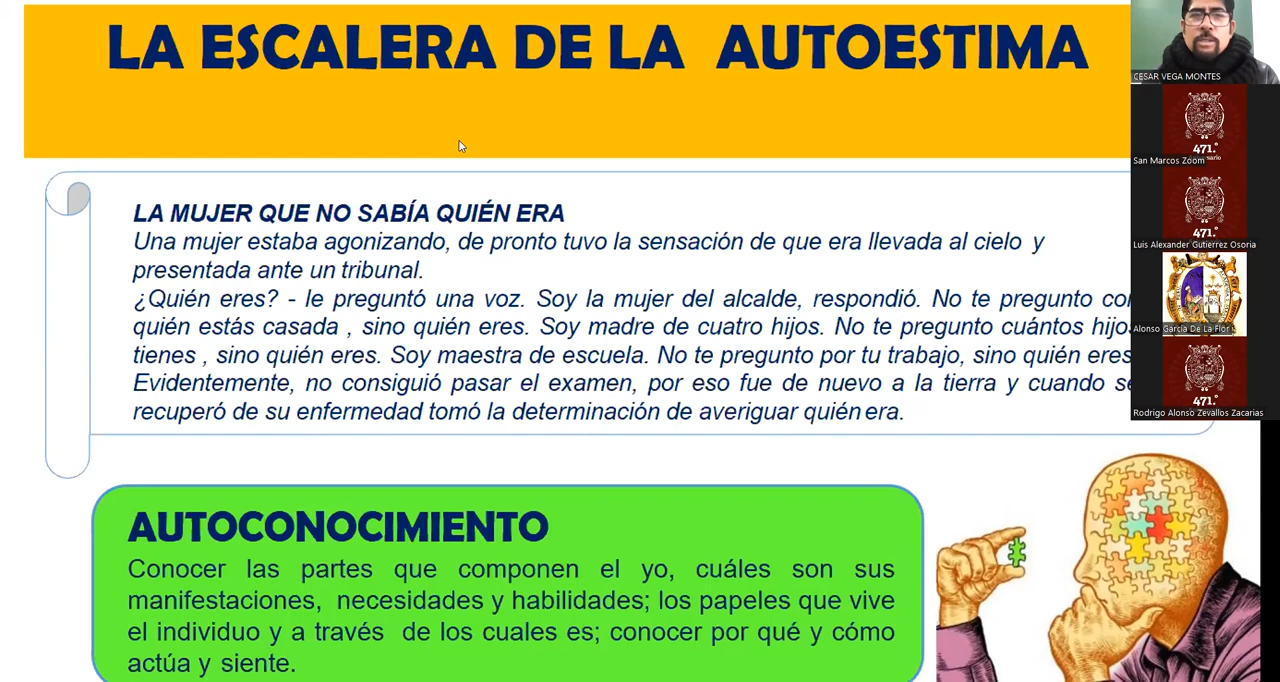 LA ESCALERA DE LA AUTOESTIMA
LA MUJER QUE NO SABÍA QUIÉN ERA
Una mujer estaba agonizando, de pronto tuvo la sensación de que era llevada al cielo y
presentada ante un tribunal.
¿Quién eres? - le preguntó una voz. Soy la mujer del alcalde, respondió. No te pregunto
quién estás casada , sino quién eres. Soy madre de cuatro hijos. No te pregunto cuántos
tienes , sino quién eres. Soy maestra de escuela. No te pregunto por tu trabajo, sino quién eres
Evidentemente, no consiguió pasar el examen, por eso fue de nuevo a la tierra y cuando
recuperó de su enfermedad tomó la determinación de averiguar quién era.
AUTOCONOCIMIENTO
Conocer las partes que componen el yo, cuáles son sus
manifestaciones, necesidades y habilidades; los papeles que vive
el individuo y a través de los cuales es; conocer por qué y cómo
actúa y siente.
CESAR VEGA MONTES
471.°
San Marcos Zoom
471.°
Luis Alexander Gutierrez Osoria
Alonso García De La Flor
471.°
Rodrigo Alonso Zevallos Zacarias